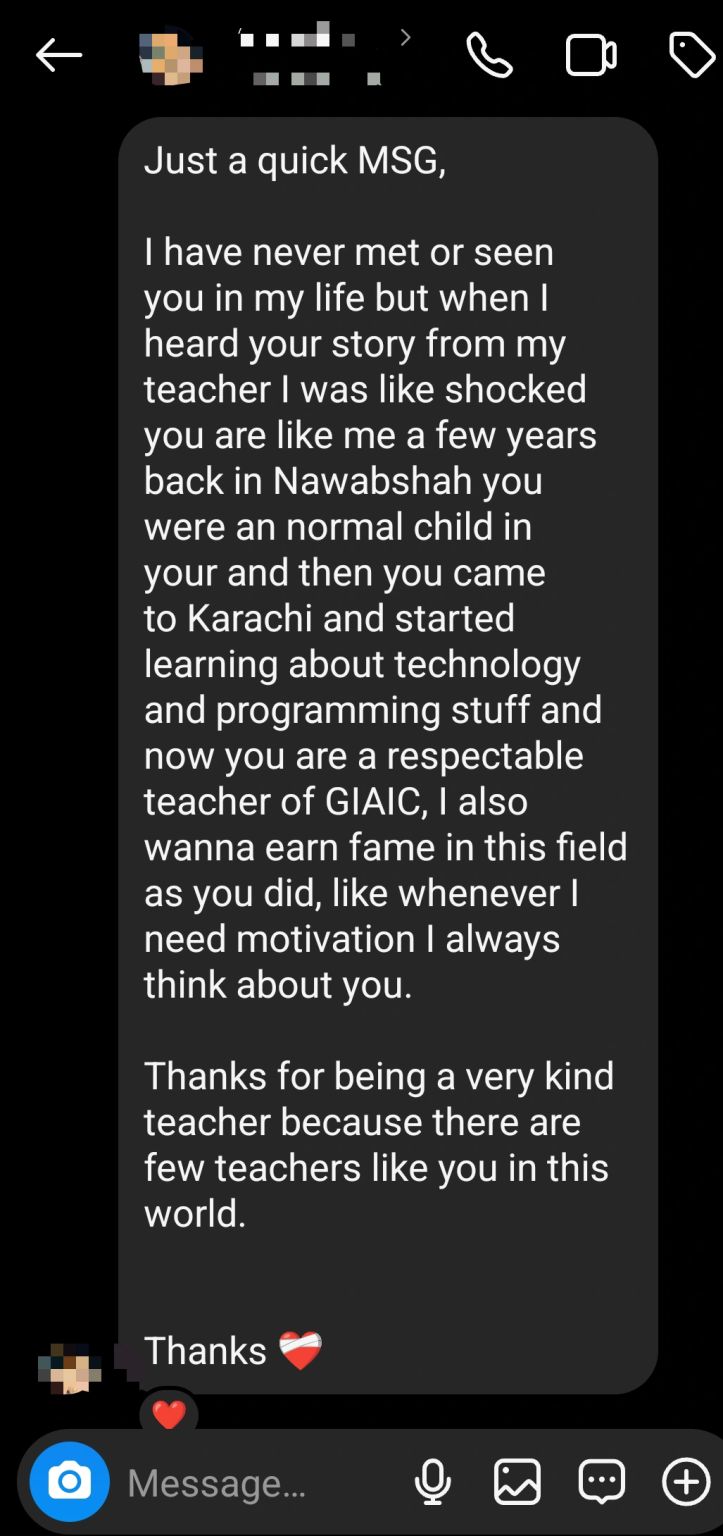 Just a quick MSG,
I have never met or seen
you in my life but when I
heard your story from my
teacher I was like shocked
you are like me a few years
back in Nawabshah you
were an normal child in
your and then you came
to Karachi and started
learning about technology
and programming stuff and
now you are a respectable
teacher of GIAIC, I also
wanna earn fame in this field
as you did, like whenever I
need motivation I always
think about you.
Thanks for being a very kind
teacher because there are
few teachers like you in this
world.
Thanks ❤️‍🩹
❤️
Message...